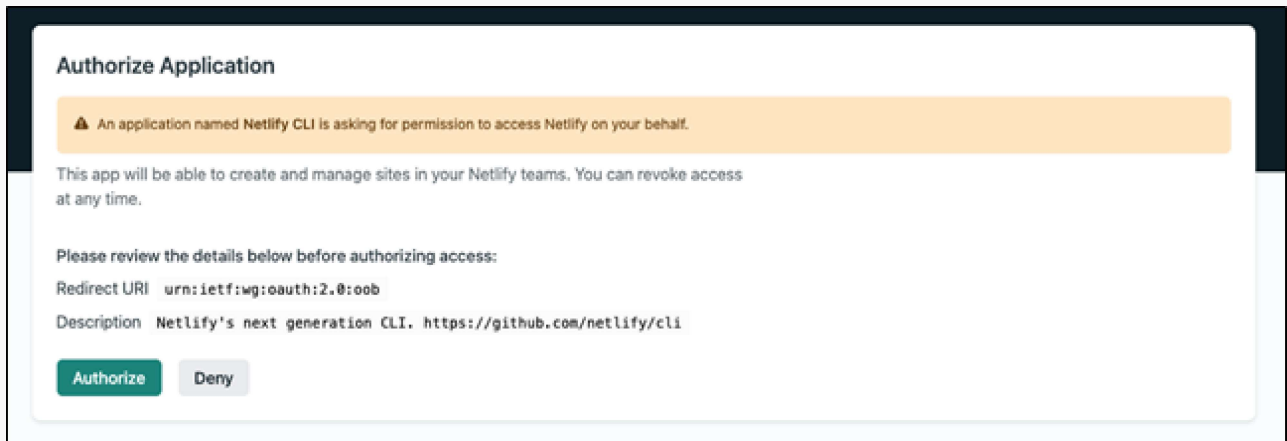 Authorize Application
An application named Netlify CLI is asking for permission to access Netlify on your behalf.
This app will be able to create and manage sites in your Netlify teams. You can revoke access
at any time.
Please review the details below before authorizing access:
Redirect URI urn:ietf:wg:oauth:2.0:oob
Description Netlify's next generation CLI. https://github.com/netlify/cli
Authorize Deny